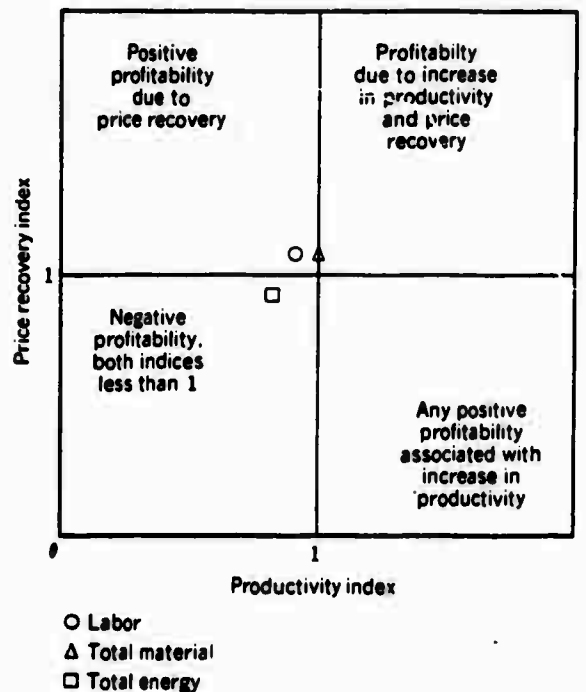 Positive
profitability
due to
price recovery
Profitabilty
due to increase
in productivity
and price
recovery
Price recovery index
1
Negative
profitability,
both indices
less than 1
Any positive
profitability
associated with
increase in
productivity
0
1
Productivity index
○ Labor
△ Total material
□ Total energy